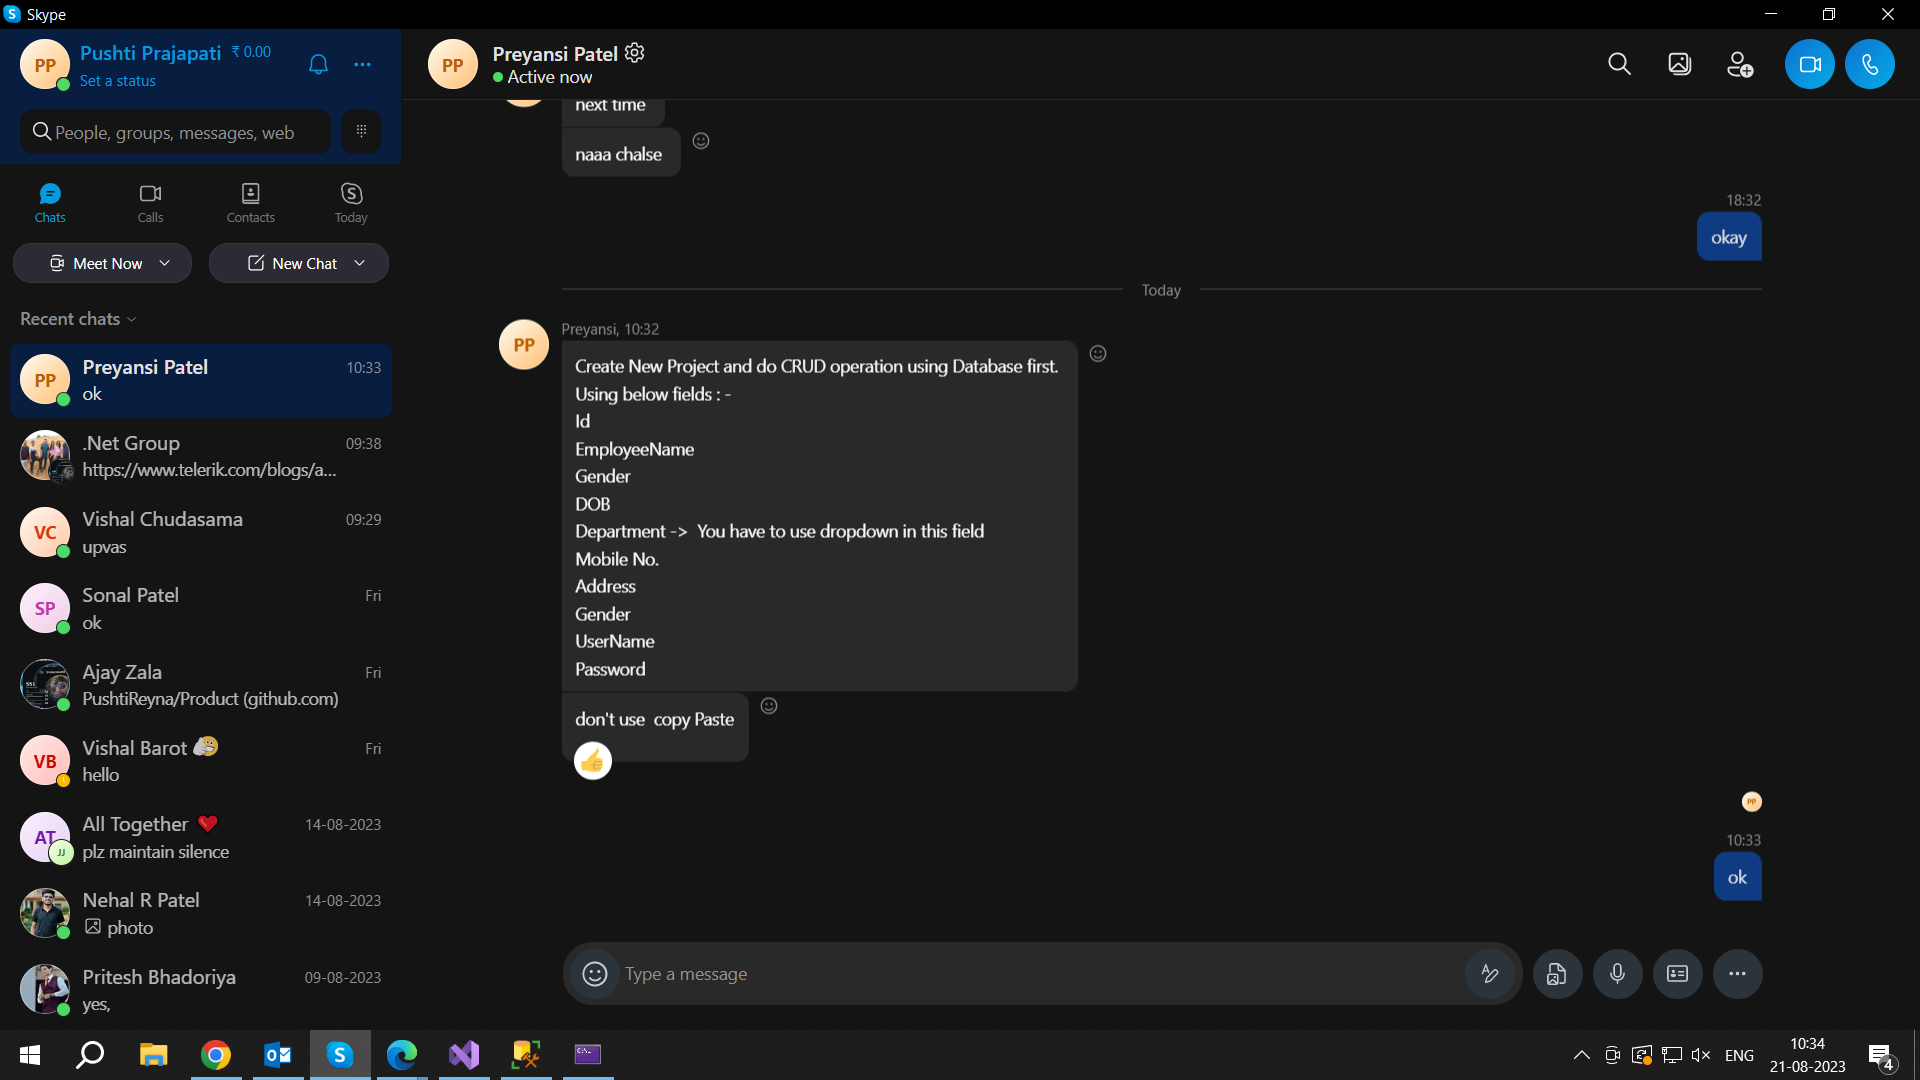 Skype
PP
Pushti Prajapati ₹ 0.00
Set a status
People, groups, messages, web
Chats
Calls
Contacts
Today
Meet Now
New Chat
Recent chats
PP
Preyansi Patel
10:33
ok
.Net Group
09:38
https://www.telerik.com/blogs/a...
VC
Vishal Chudasama
09:29
upvas
SP
Sonal Patel
Fri
ok
Ajay Zala
Fri
PushtiReyna/Product (github.com)
VB
Vishal Barot
Fri
hello
AT
JJ
All Together
14-08-2023
plz maintain silence
Nehal R Patel
14-08-2023
photo
Pritesh Bhadoriya
09-08-2023
yes,
PP
Preyansi Patel
Active now
next time
naaa chalse
18:32
okay
Today
PP
Preyansi, 10:32
Create New Project and do CRUD operation using Database first.
Using below fields : -
Id
EmployeeName
Gender
DOB
Department -> You have to use dropdown in this field
Mobile No.
Address
Gender
UserName
Password
don't use copy Paste
PP
10:33
ok
Type a message
ENG
10:34
21-08-2023
4